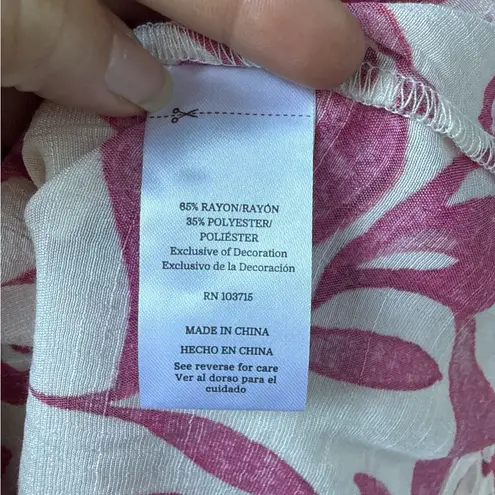 65% RAYON/RAYÓN
35% POLYESTER/
POLIÉSTER
Exclusive of Decoration
Exclusivo de la Decoración
RN 103715
MADE IN CHINA
HECHO EN CHINA
See reverse for care
Ver al dorso para el
cuidado